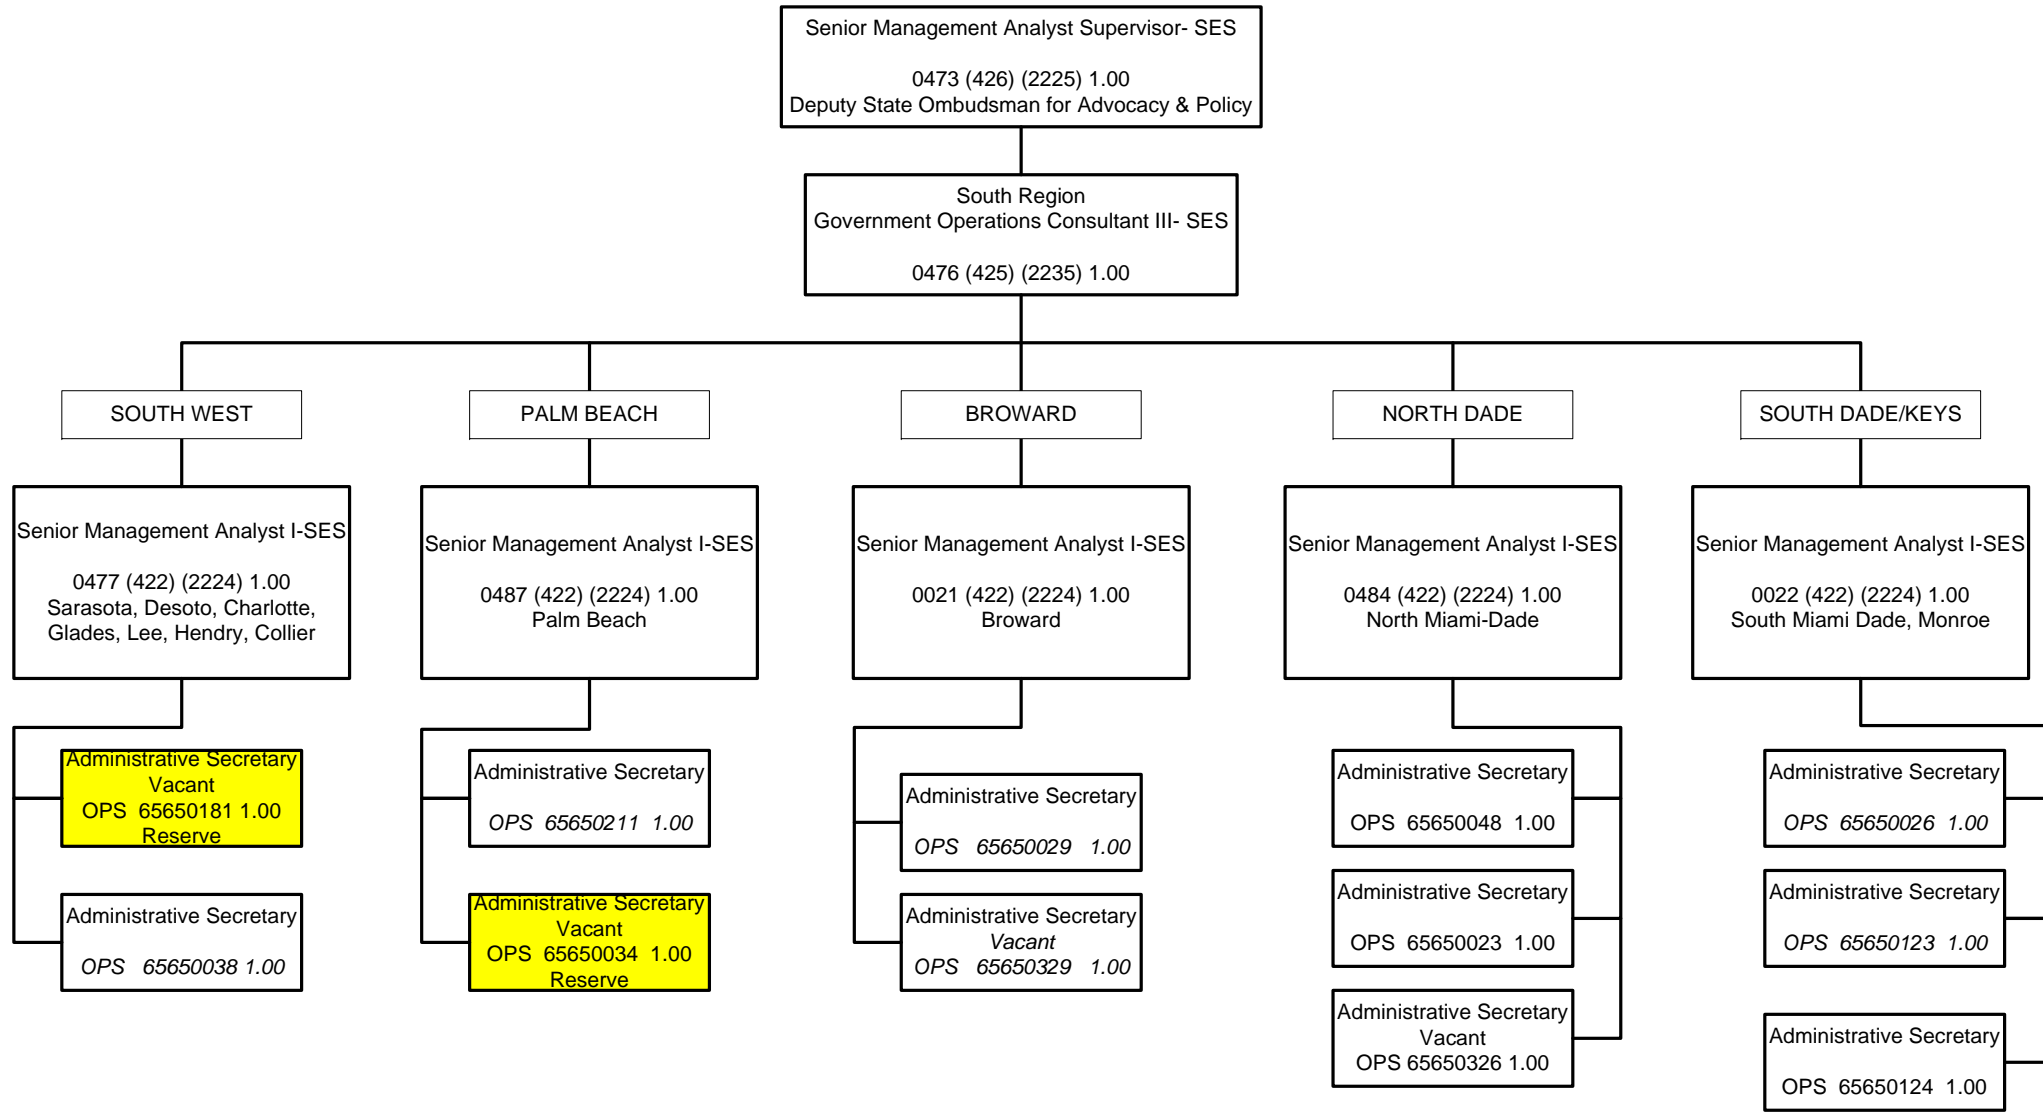 Senior Management Analyst Supervisor- SES
0473 (426) (2225) 1.00
Deputy State Ombudsman for Advocacy & Policy
South Region
Government Operations Consultant III- SES
0476 (425) (2235) 1.00
SOUTH WEST
PALM BEACH
BROWARD
NORTH DADE
SOUTH DADE/KEYS
Senior Management Analyst I-SES
0477 (422) (2224) 1.00
Sarasota, Desoto, Charlotte,
Glades, Lee, Hendry, Collier
Senior Management Analyst I-SES
0487 (422) (2224) 1.00
Palm Beach
Senior Management Analyst I-SES
0021 (422) (2224) 1.00
Broward
Senior Management Analyst I-SES
0484 (422) (2224) 1.00
North Miami-Dade
Senior Management Analyst I-SES
0022 (422) (2224) 1.00
South Miami Dade, Monroe
Administrative Secretary
Vacant
OPS 65650181 1.00
Reserve
Administrative Secretary
OPS 65650038 1.00
Administrative Secretary
OPS 65650211 1.00
Administrative Secretary
Vacant
OPS 65650034 1.00
Reserve
Administrative Secretary
OPS 65650029 1.00
Administrative Secretary
Vacant
OPS 65650329 1.00
Administrative Secretary
OPS 65650048 1.00
Administrative Secretary
OPS 65650023 1.00
Administrative Secretary
Vacant
OPS 65650326 1.00
Administrative Secretary
OPS 65650026 1.00
Administrative Secretary
OPS 65650123 1.00
Administrative Secretary
OPS 65650124 1.00